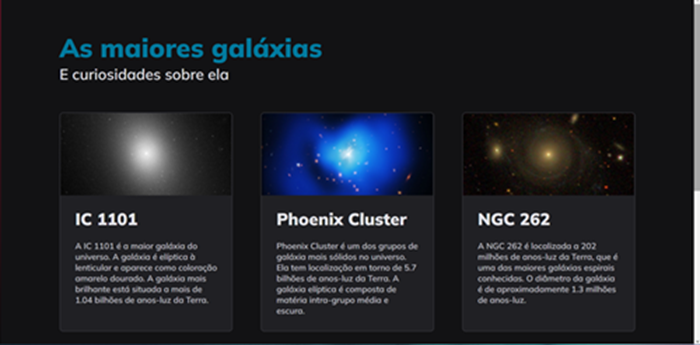 As maiores galáxias
E curiosidades sobre ela
IC 1101
A IC 1101 é a maior galáxia do
universo. A galáxia é elíptica à
lenticular e aparece como coloração
amarelo dourada. A galáxia mais
brilhante está situada a mais de
1.04 bilhões de anos-luz da Terra.
Phoenix Cluster
Phoenix Cluster é um dos grupos de
galáxia mais sólidos no universo.
Ela tem localização em torno de 5.7
bilhões de anos-luz da Terra. A
galáxia elíptica é composta de
matéria intra-grupo média e
escura.
NGC 262
A NGC 262 é localizada a 202
milhões de anos-luz da Terra, que é
uma das maiores galáxias espirais
conhecidas. O diâmetro da galáxia
é de aproximadamente 1.3 milhões
de anos-luz.